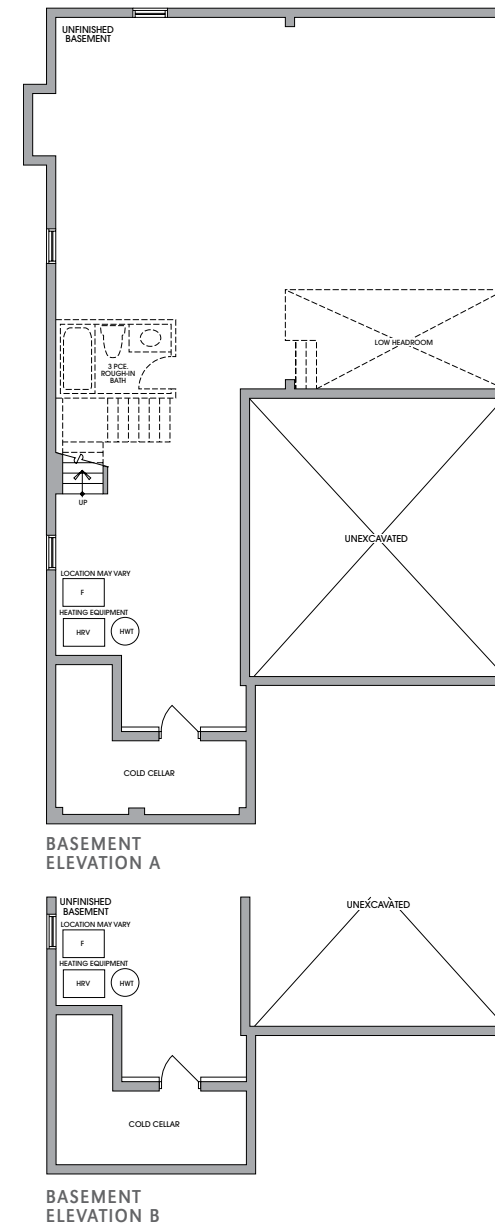 UNFINISHED
BASEMENT
LOW HEADROOM
3 PCE.
ROUGH-IN
BATH
UP
UNEXCAVATED
LOCATION MAY VARY
F
HEATING EQUIPMENT
HRV
HWT
COLD CELLAR
BASEMENT
ELEVATION A
UNFINISHED
BASEMENT
UNEXCAVATED
LOCATION MAY VARY
F
HEATING EQUIPMENT
HRV
HWT
COLD CELLAR
BASEMENT
ELEVATION B